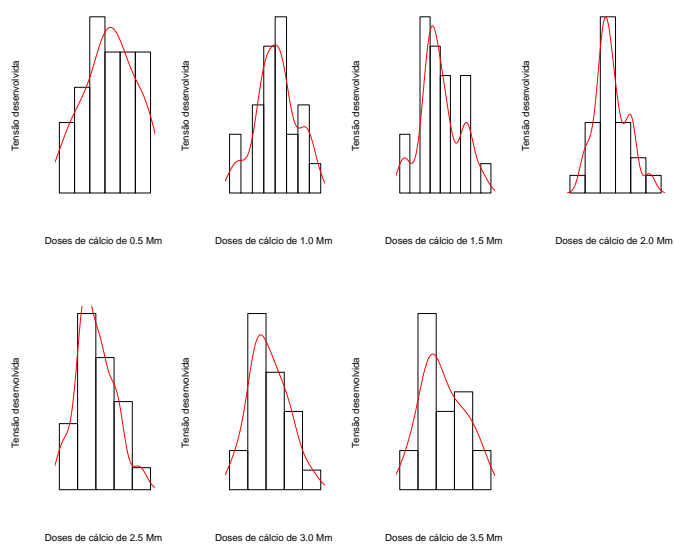 Tensão desenvolvida
Doses de cálcio de 0.5 Mm
Tensão desenvolvida
Doses de cálcio de 1.0 Mm
Tensão desenvolvida
Doses de cálcio de 1.5 Mm
Tensão desenvolvida
Doses de cálcio de 2.0 Mm
Tensão desenvolvida
Doses de cálcio de 2.5 Mm
Tensão desenvolvida
Doses de cálcio de 3.0 Mm
Tensão desenvolvida
Doses de cálcio de 3.5 Mm